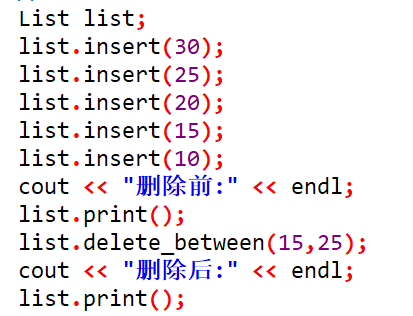 List list;
list.insert(30);
list.insert(25);
list.insert(20);
list.insert(15);
list.insert(10);
cout << "删除前:" << endl;
list.print();
list.delete_between(15,25);
cout << "删除后:" << endl;
list.print();